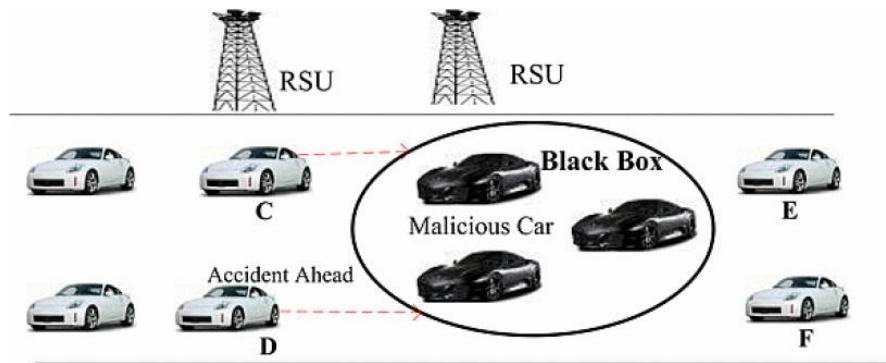 RSU
RSU
Black Box
C
E
Malicious Car
Accident Ahead
D
F